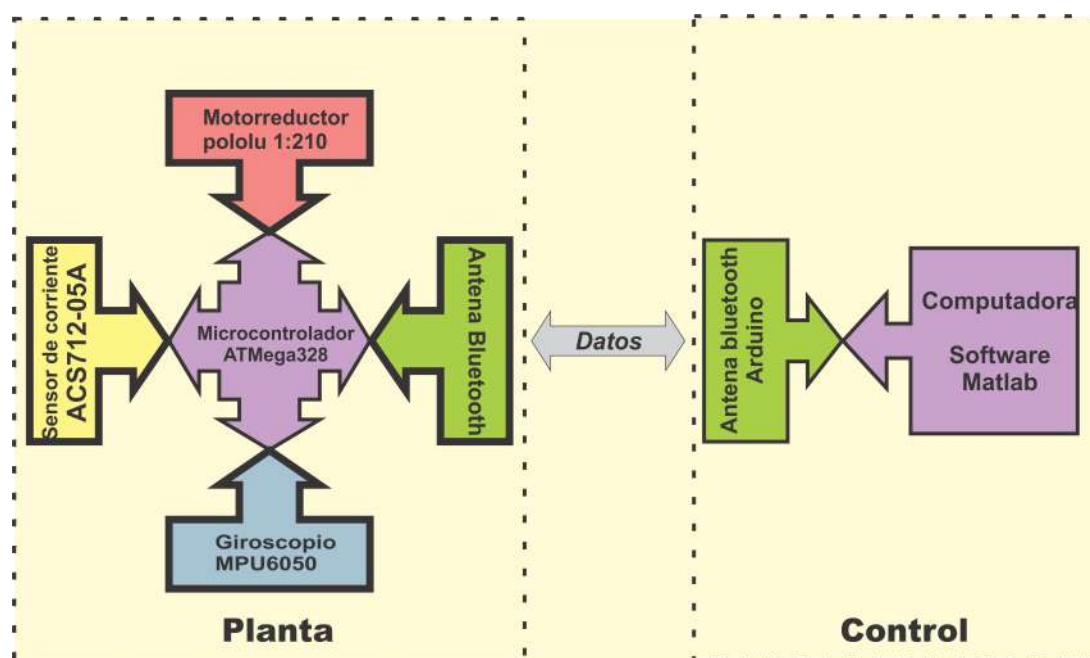 Motorreductor
pololu 1:210
Sensor de corriente
ACS712-05A
Microcontrolador
ATMega328
Antena Bluetooth
Giroscopio
MPU6050
Planta
Datos
Antena bluetooth
Arduino
Computadora
Software
Matlab
Control